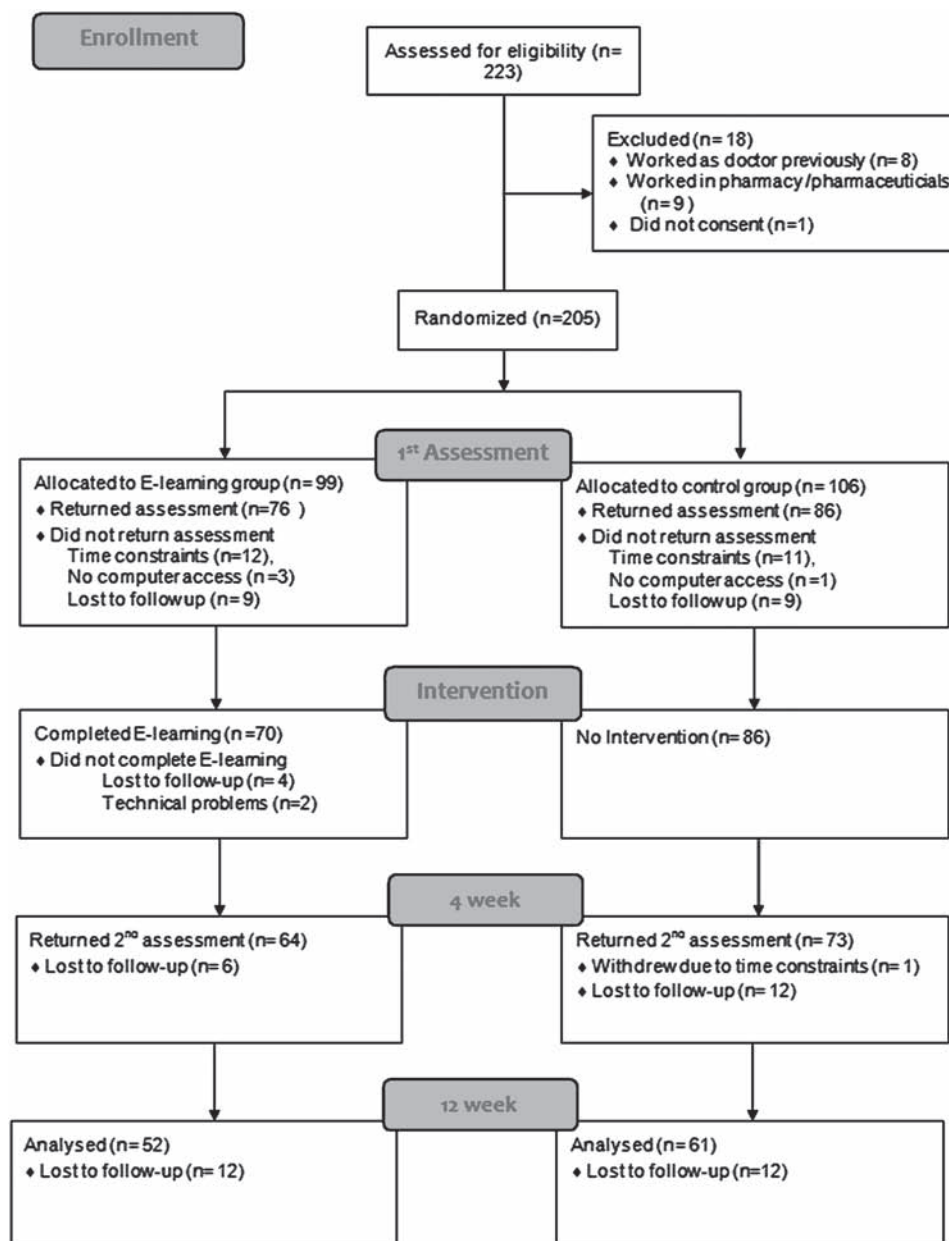 Enrollment
Assessed for eligibility (n=
223)
Excluded (n= 18)
♦ Worked as doctor previously (n= 8)
♦ Worked in pharmacy/pharmaceuticials
(n= 9)
♦ Did not consent (n=1)
Randomized (n=205)
1st Assessment
Allocated to E-learning group (n= 99)
♦ Returned assessment (n=76 )
♦ Did not return assessment
Time constraints (n=12),
No computer access (n=3)
Lost to follow up (n= 9)
Allocated to control group (n= 106)
♦ Returned assessment (n=86)
♦ Did not return assessment
Time constraints (n=11),
No computer access (n=1)
Lost to follow up (n= 9)
Intervention
Completed E-learning (n=70)
♦ Did not complete E-learning
Lost to follow-up (n= 4)
Technical problems (n=2)
No Intervention (n= 86)
4 week
Returned 2nd assessment (n= 64)
♦ Lost to follow-up (n= 6)
Returned 2nd assessment (n= 73)
♦ Withdrew due to time constraints (n= 1)
♦ Lost to follow-up (n= 12)
12 week
Analysed (n= 52)
♦ Lost to follow-up (n= 12)
Analysed (n= 61)
♦ Lost to follow-up (n=12)